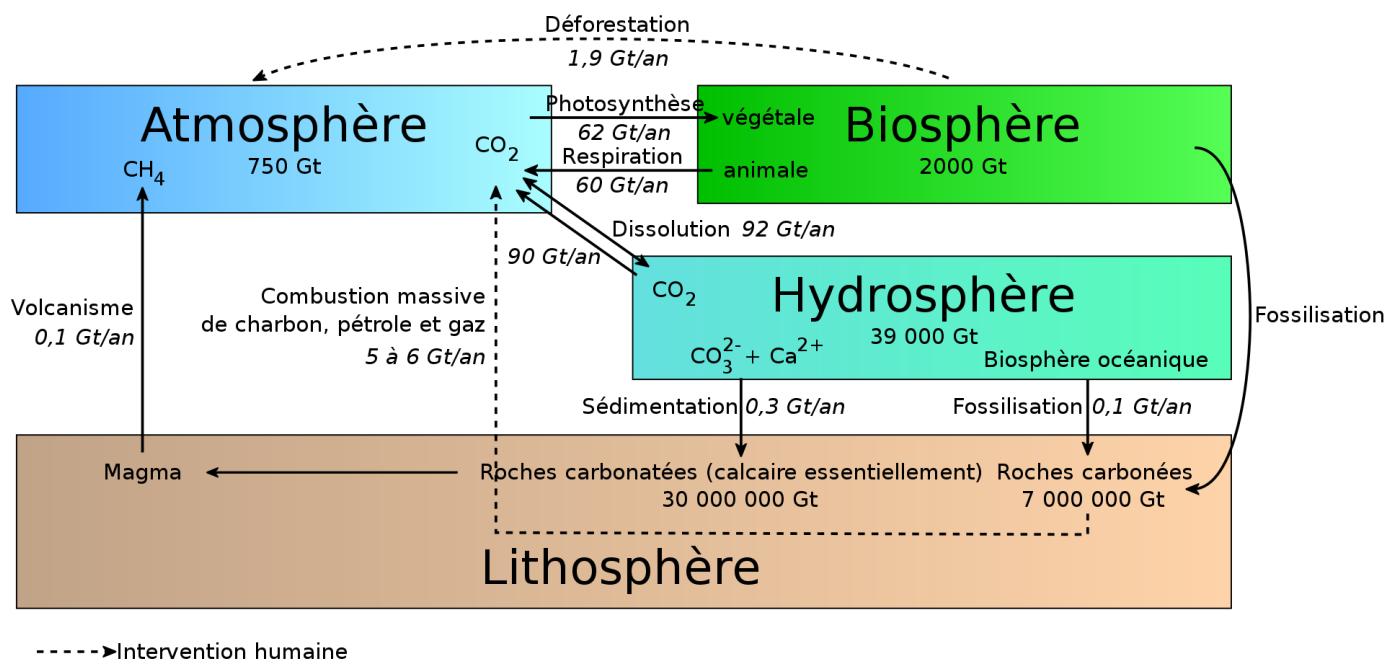 Déforestation
1,9 Gt/an
Atmosphère
750 Gt
CH4
CO2
Photosynthèse
62 Gt/an
Respiration
60 Gt/an
végétale
animale
Biosphère
2000 Gt
Dissolution 92 Gt/an
90 Gt/an
CO2
Hydrosphère
39 000 Gt
CO3 2- + Ca2+
Biosphère océanique
Volcanisme
0,1 Gt/an
Combustion massive
de charbon, pétrole et gaz
5 à 6 Gt/an
Fossilisation
Sédimentation 0,3 Gt/an
Fossilisation 0,1 Gt/an
Magma
Roches carbonatées (calcaire essentiellement)
30 000 000 Gt
Roches carbonées
7 000 000 Gt
Lithosphère
Intervention humaine